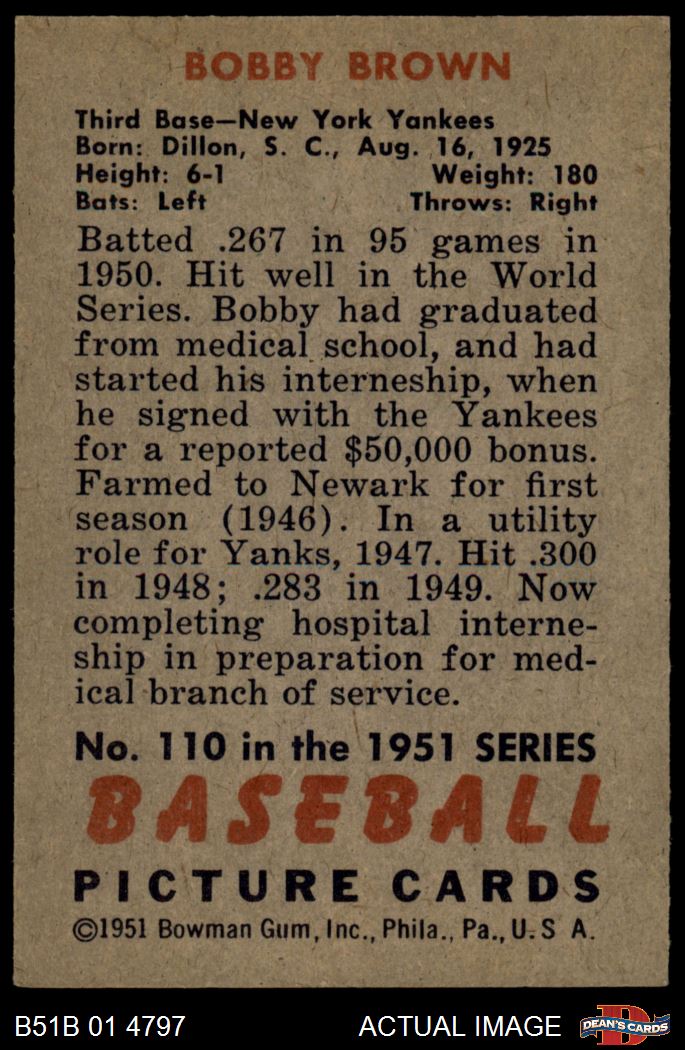 BOBBY BROWN
Third Base—New York Yankees
Born: Dillon, S. C., Aug. 16, 1925
Height: 6-1 Weight: 180
Bats: Left Throws: Right
Batted .267 in 95 games in
1950. Hit well in the World
Series. Bobby had graduated
from medical school, and had
started his interneship, when
he signed with the Yankees
for a reported $50,000 bonus.
Farmed to Newark for first
season (1946). In a utility
role for Yanks, 1947. Hit .300
in 1948; .283 in 1949. Now
completing hospital interne-
ship in preparation for med-
ical branch of service.
No. 110 in the 1951 SERIES
BASEBALL
PICTURE CARDS
©1951 Bowman Gum, Inc., Phila., Pa., U. S A.
B51B 01 4797 ACTUAL IMAGE D DEAN'S CARDS